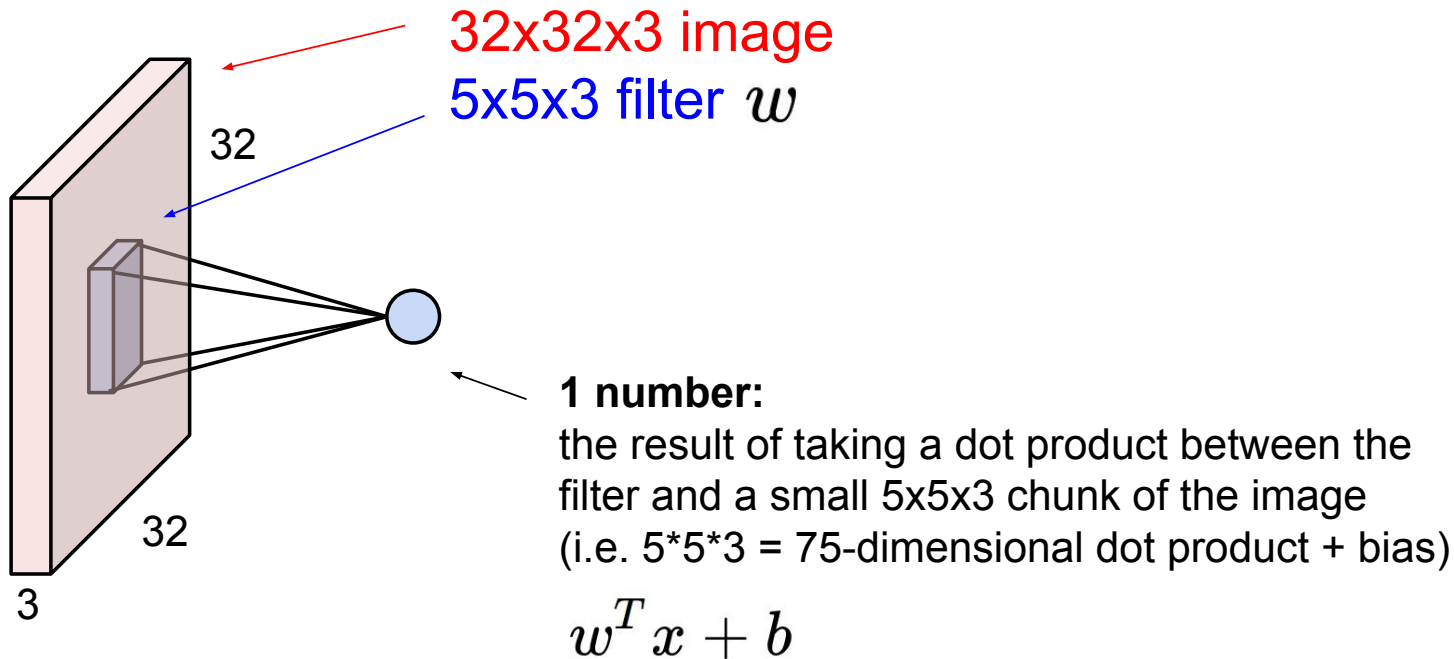 32x32x3 image
5x5x3 filter w
32
32
3
1 number:
the result of taking a dot product between the
filter and a small 5x5x3 chunk of the image
(i.e. 5*5*3 = 75-dimensional dot product + bias)
w^T x + b